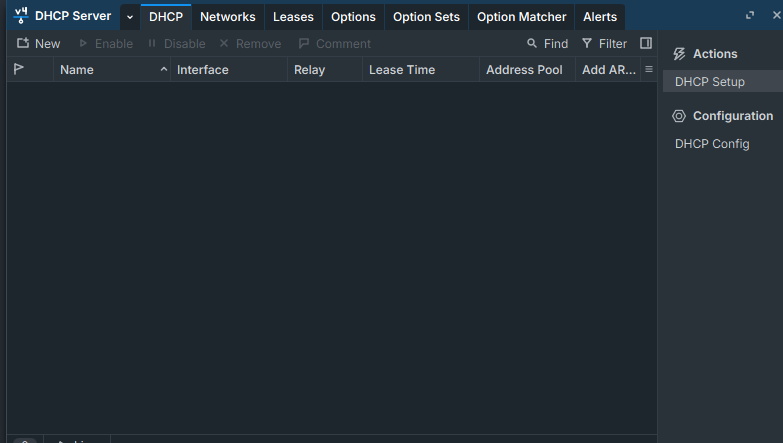 v4 DHCP Server DHCP Networks Leases Options Option Sets Option Matcher Alerts
New Enable Disable Remove Comment Find Filter
Name Interface Relay Lease Time Address Pool Add AR...
Actions
DHCP Setup
Configuration
DHCP Config